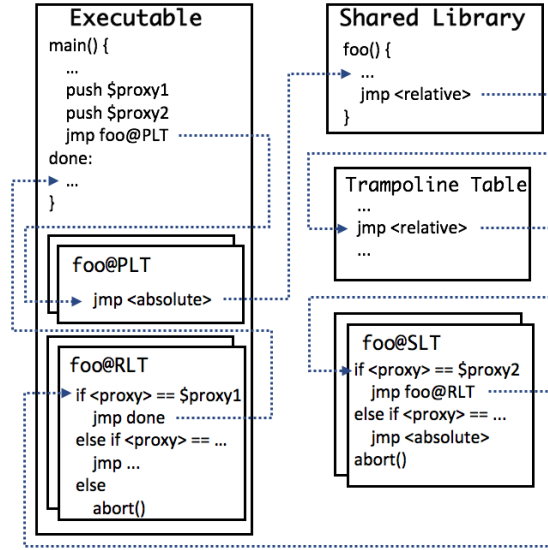 Executable
main() {
...
push $proxy1
push $proxy2
jmp foo@PLT
done:
...
}
foo@PLT
jmp <absolute>
foo@RLT
if <proxy> == $proxy1
jmp done
else if <proxy> == ...
jmp ...
else
abort()
Shared Library
foo() {
...
jmp <relative>
}
Trampoline Table
...
jmp <relative>
...
foo@SLT
if <proxy> == $proxy2
jmp foo@RLT
else if <proxy> == ...
jmp <absolute>
abort()